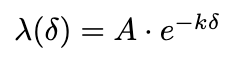 λ(δ) = A · e^{−kδ}